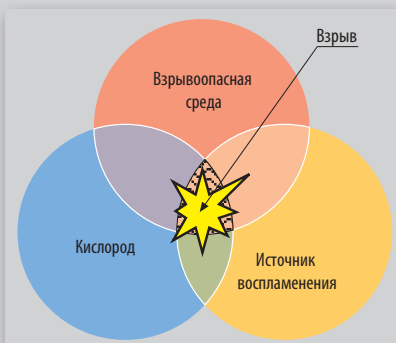 Взрыв
Взрывоопасная
среда
Кислород
Источник
воспламенения